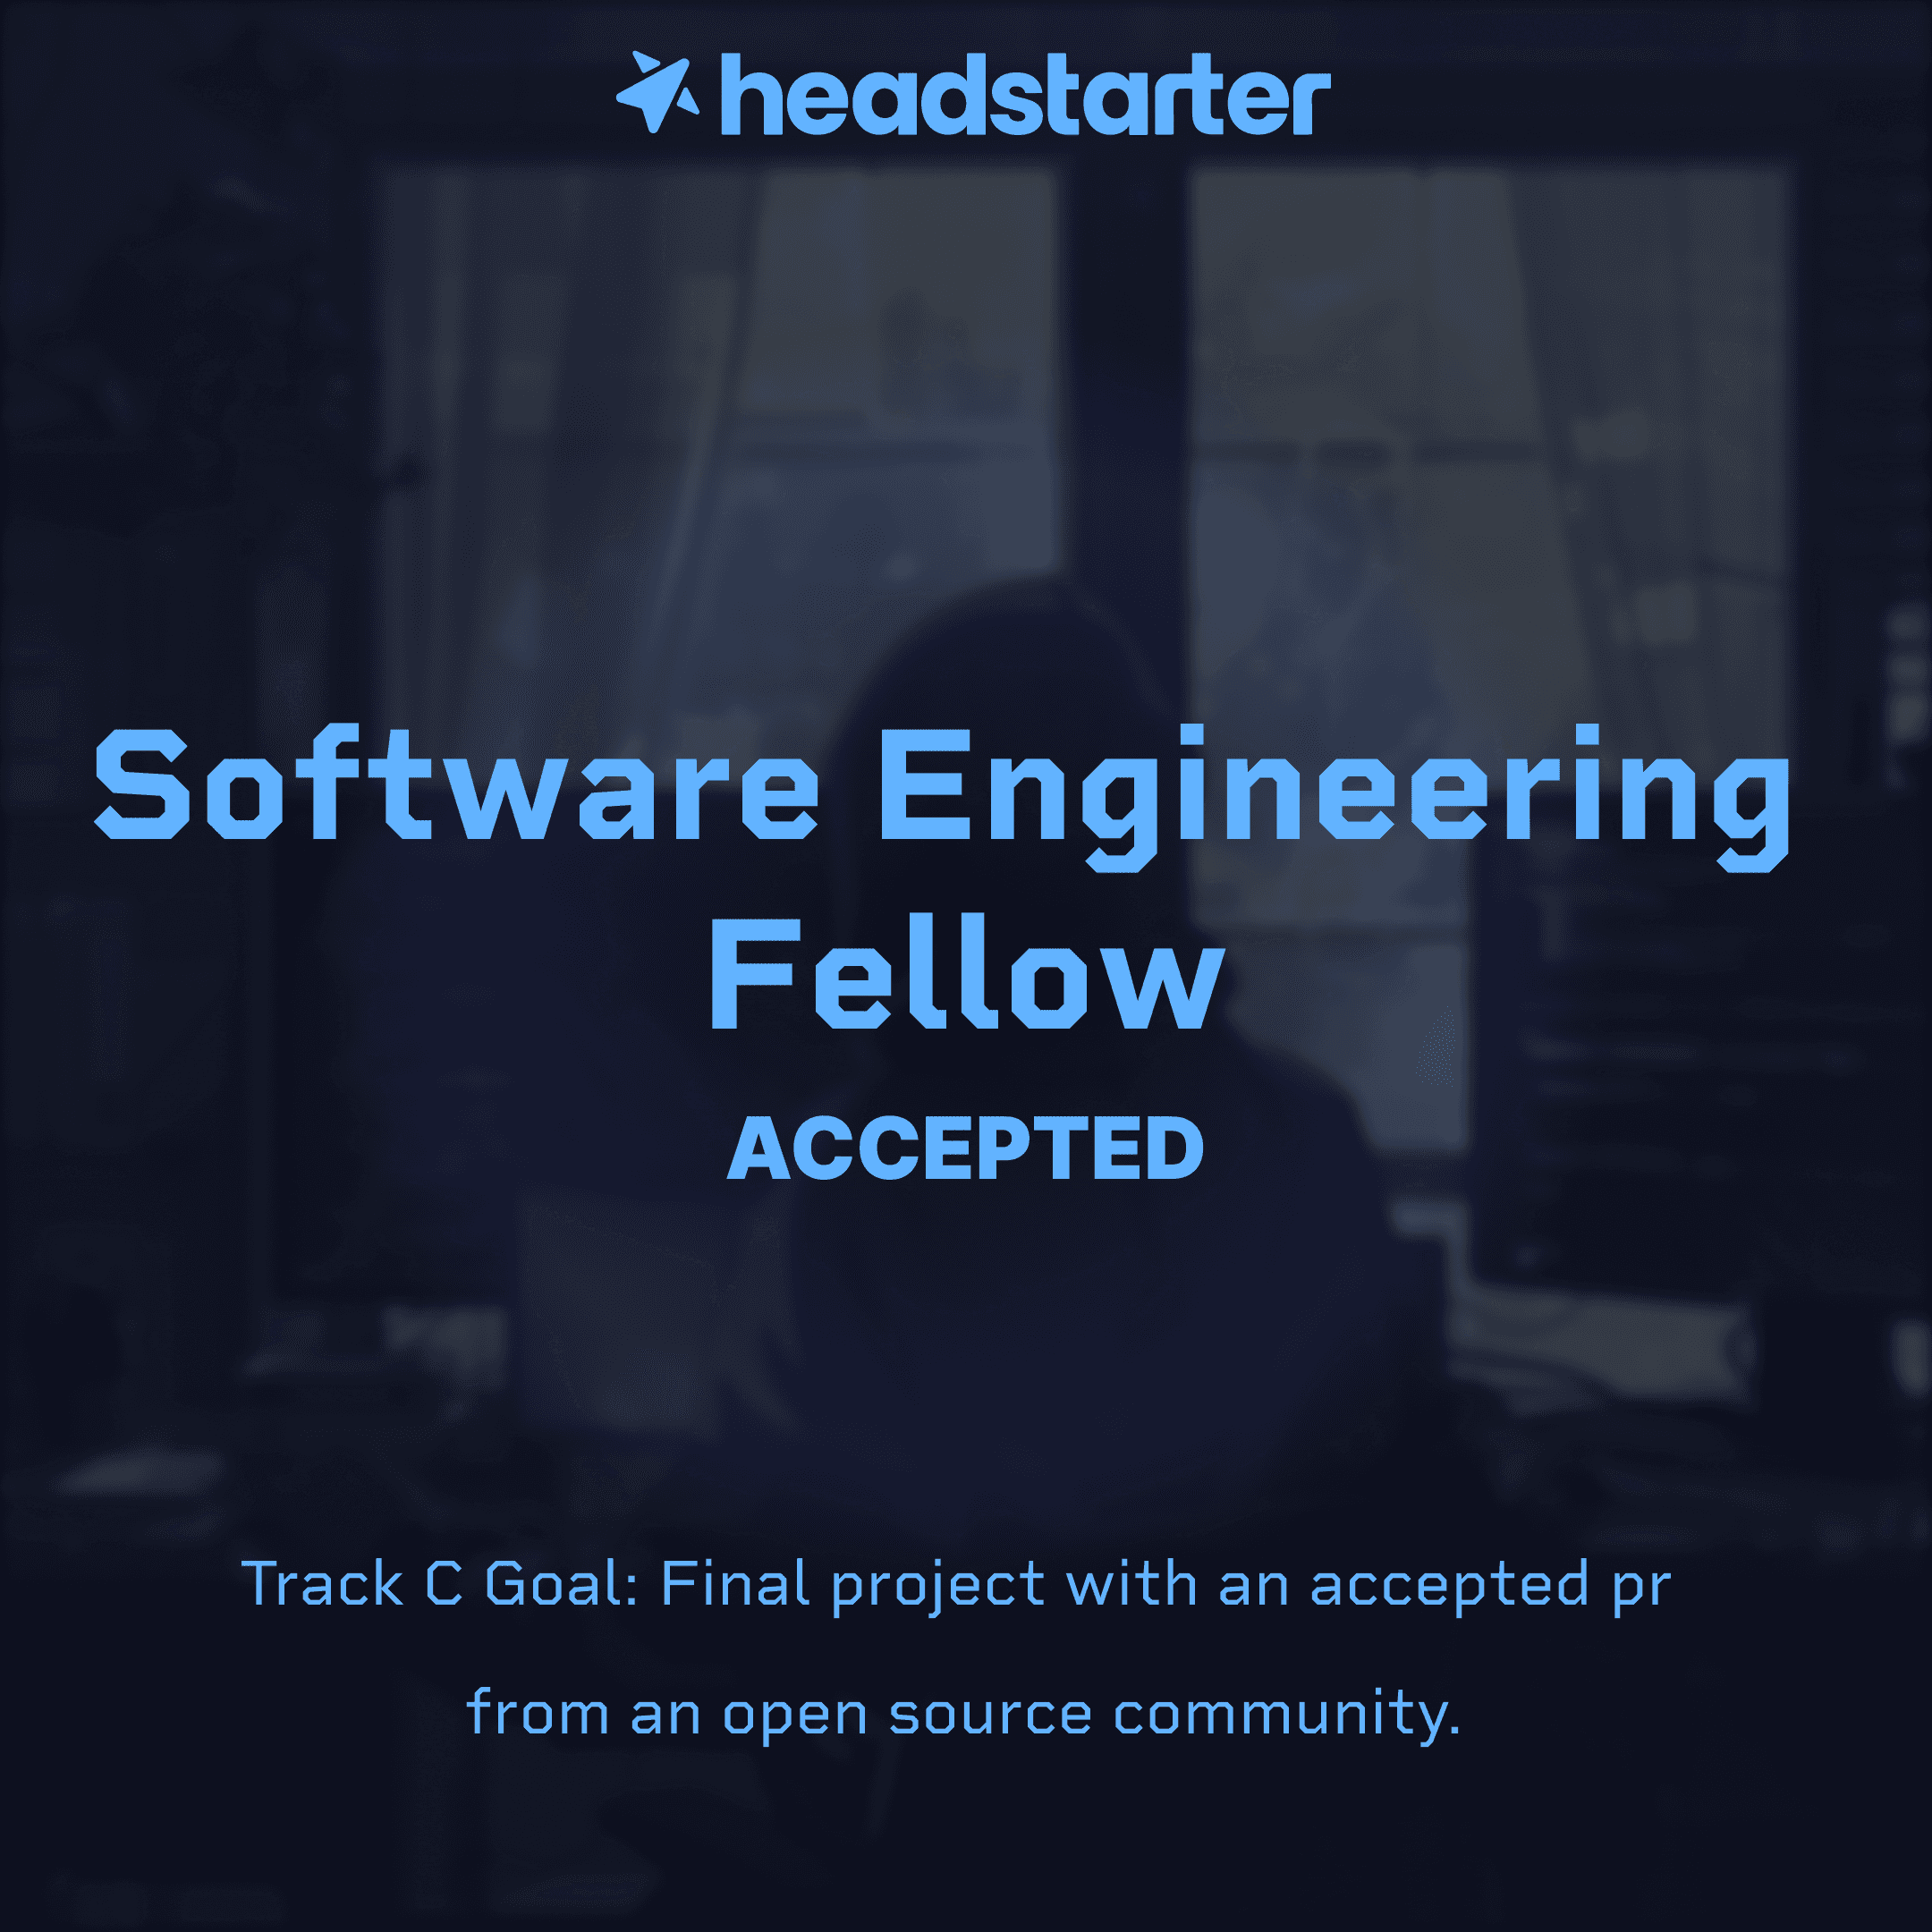 headstarter
Software Engineering
Fellow
ACCEPTED
Track C Goal: Final project with an accepted pr
from an open source community.